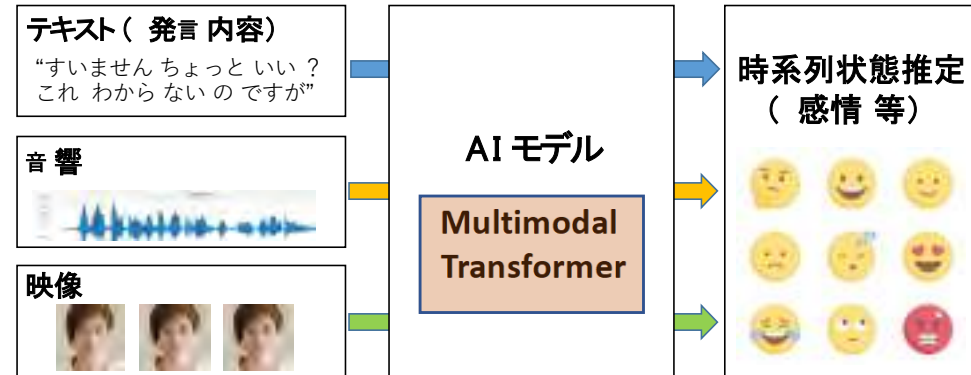 テキスト( 発言 内容)
“すいません ちょっと いい ?
これ わから ない の ですが”
音 響
映像
AI モデル
Multimodal
Transformer
時系列状態推定
( 感情 等)